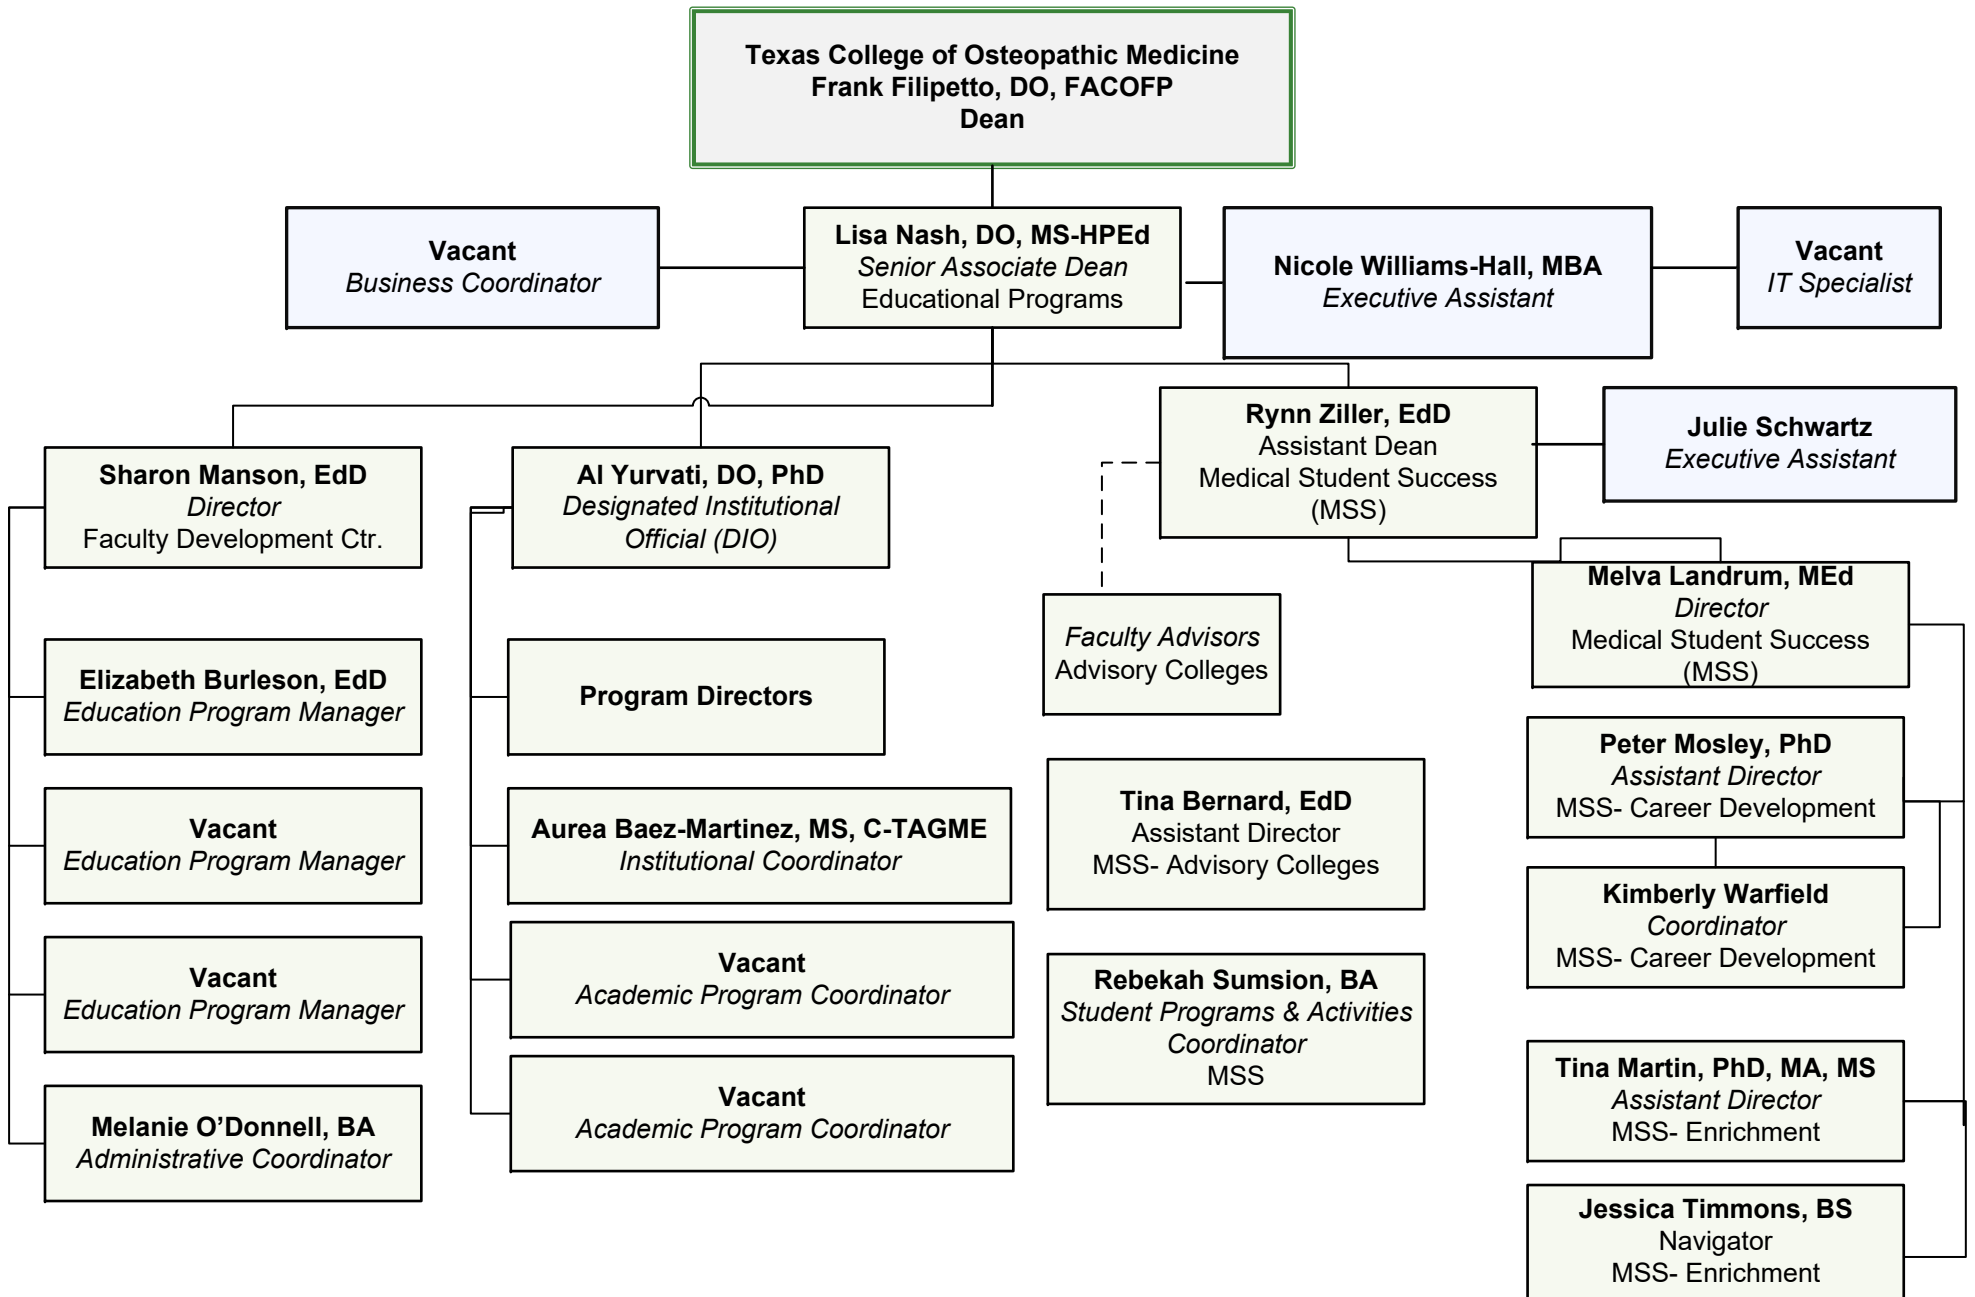 Texas College of Osteopathic Medicine
Frank Filipetto, DO, FACOFP
Dean
Vacant
Business Coordinator
Lisa Nash, DO, MS-HPEd
Senior Associate Dean
Educational Programs
Nicole Williams-Hall, MBA
Executive Assistant
Vacant
IT Specialist
Sharon Manson, EdD
Director
Faculty Development Ctr.
Al Yurvati, DO, PhD
Designated Institutional
Official (DIO)
Rynn Ziller, EdD
Assistant Dean
Medical Student Success
(MSS)
Julie Schwartz
Executive Assistant
Elizabeth Burleson, EdD
Education Program Manager
Vacant
Education Program Manager
Vacant
Education Program Manager
Melanie O’Donnell, BA
Administrative Coordinator
Program Directors
Aurea Baez-Martinez, MS, C-TAGME
Institutional Coordinator
Vacant
Academic Program Coordinator
Vacant
Academic Program Coordinator
Faculty Advisors
Advisory Colleges
Tina Bernard, EdD
Assistant Director
MSS- Advisory Colleges
Rebekah Sumsion, BA
Student Programs & Activities
Coordinator
MSS
Melva Landrum, MEd
Director
Medical Student Success
(MSS)
Peter Mosley, PhD
Assistant Director
MSS- Career Development
Kimberly Warfield
Coordinator
MSS- Career Development
Tina Martin, PhD, MA, MS
Assistant Director
MSS- Enrichment
Jessica Timmons, BS
Navigator
MSS- Enrichment